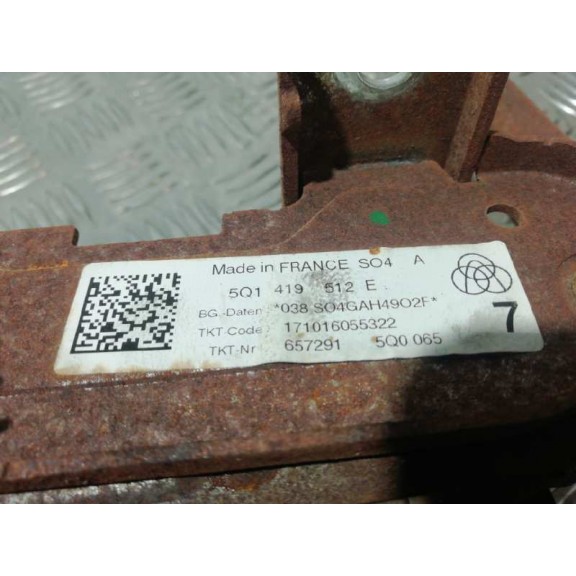 Made in FRANCE SO4 A
5Q1 419 512 E
BG.-Daten *038 SO4GAH49O2F*
TKT-Code 171016055322
TKT-Nr 657291 5Q0 065
7